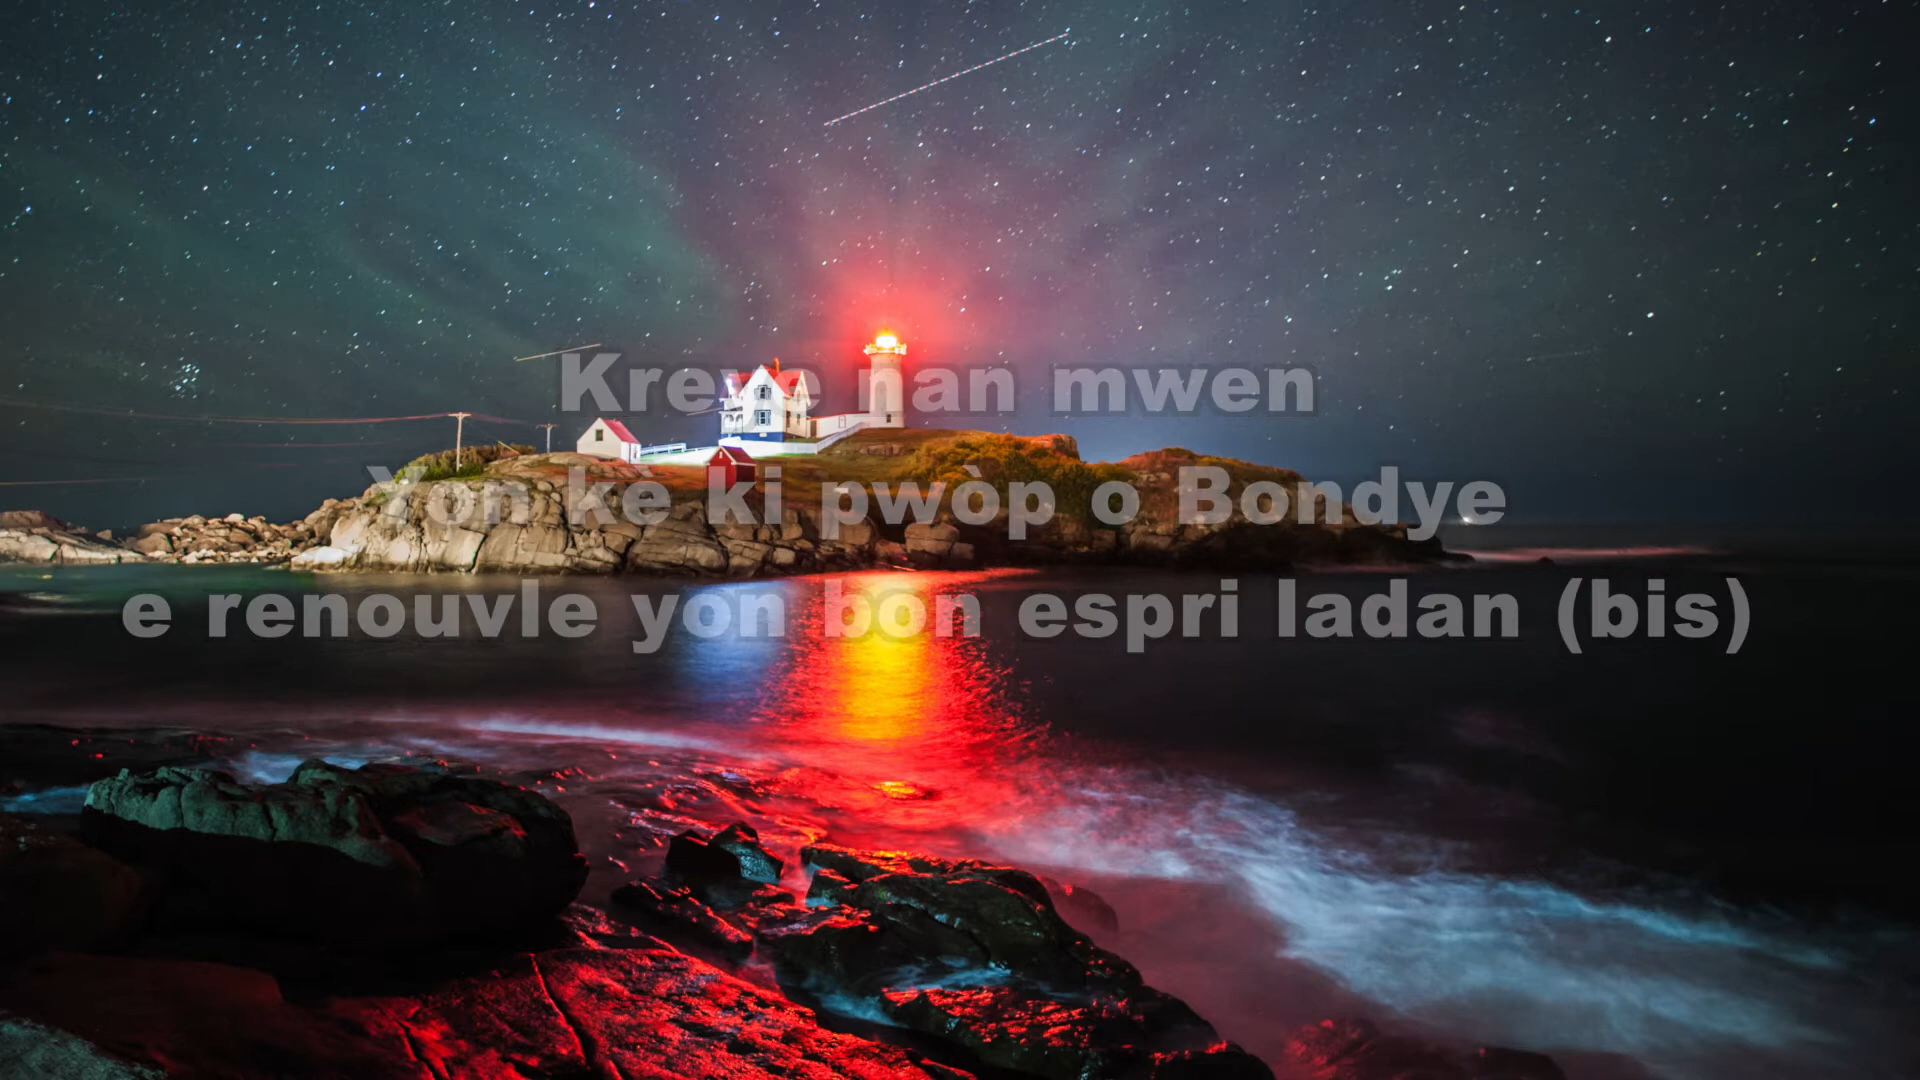 Kreye nan mwen
Yon kè ki pwòp o Bondye
e renouvle yon bon espri ladan (bis)